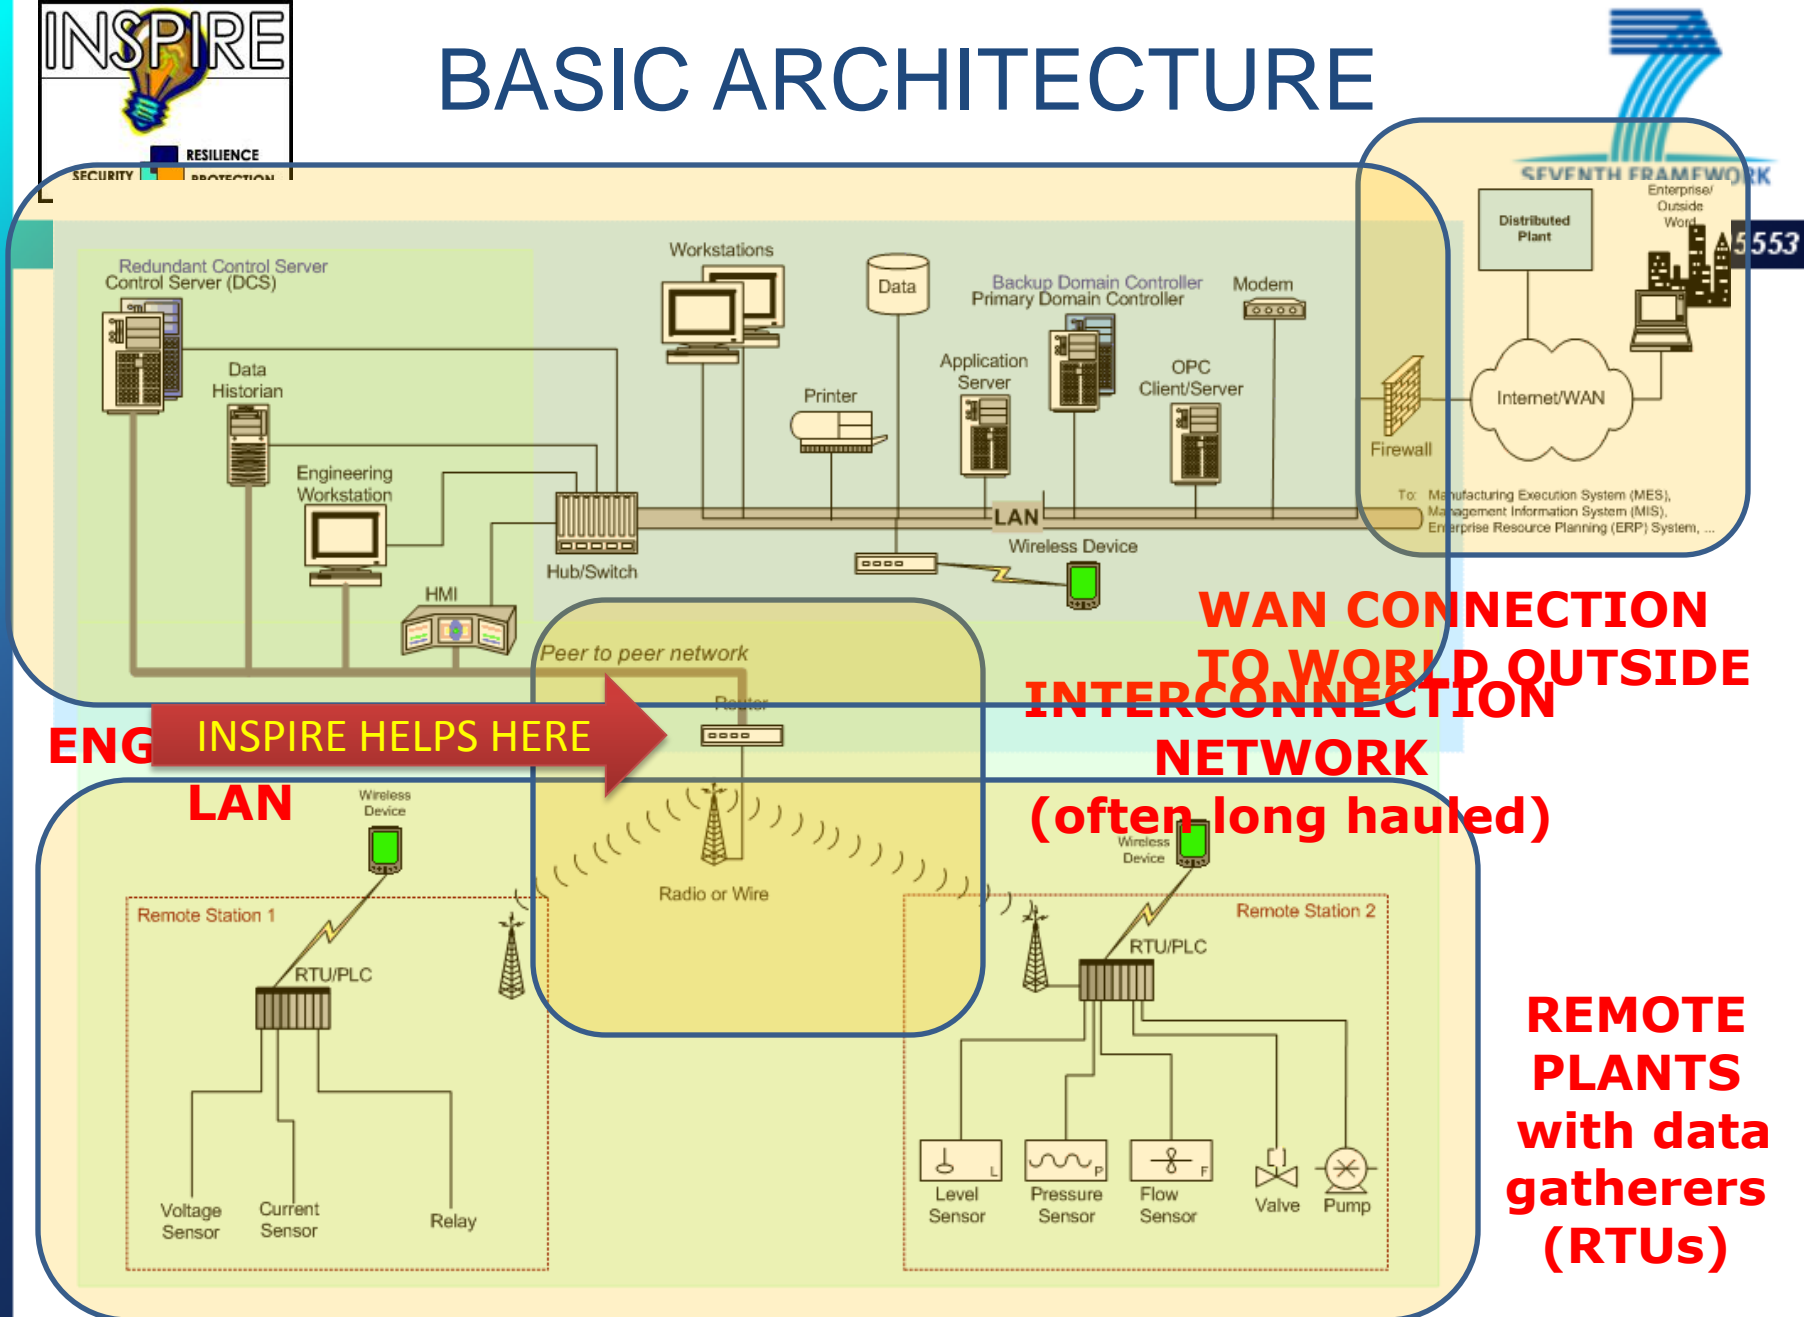 INSPIRE
BASIC ARCHITECTURE
RESILIENCE
SECURITY
PROTECTION
SEVENTH FRAMEWORK
5553
Enterprise/
Outside
Word
Distributed
Plant
Internet/WAN
Redundant Control Server
Control Server (DCS)
Data
Historian
Engineering
Workstation
HMI
Hub/Switch
Workstations
Printer
Data
Application
Server
Backup Domain Controller
Primary Domain Controller
OPC
Client/Server
Modem
Firewall
LAN
Wireless Device
To: Manufacturing Execution System (MES),
Management Information System (MIS),
Enterprise Resource Planning (ERP) System, ...
Peer to peer network
Router
WAN CONNECTION
TO WORLD OUTSIDE
INTERCONNECTION
NETWORK
(often long hauled)
ENG
LAN
INSPIRE HELPS HERE
Wireless
Device
Radio or Wire
Wireless
Device
Remote Station 1
RTU/PLC
Voltage
Sensor
Current
Sensor
Relay
Remote Station 2
RTU/PLC
L
P
F
Level
Sensor
Pressure
Sensor
Flow
Sensor
Valve
Pump
REMOTE
PLANTS
with data
gatherers
(RTUs)